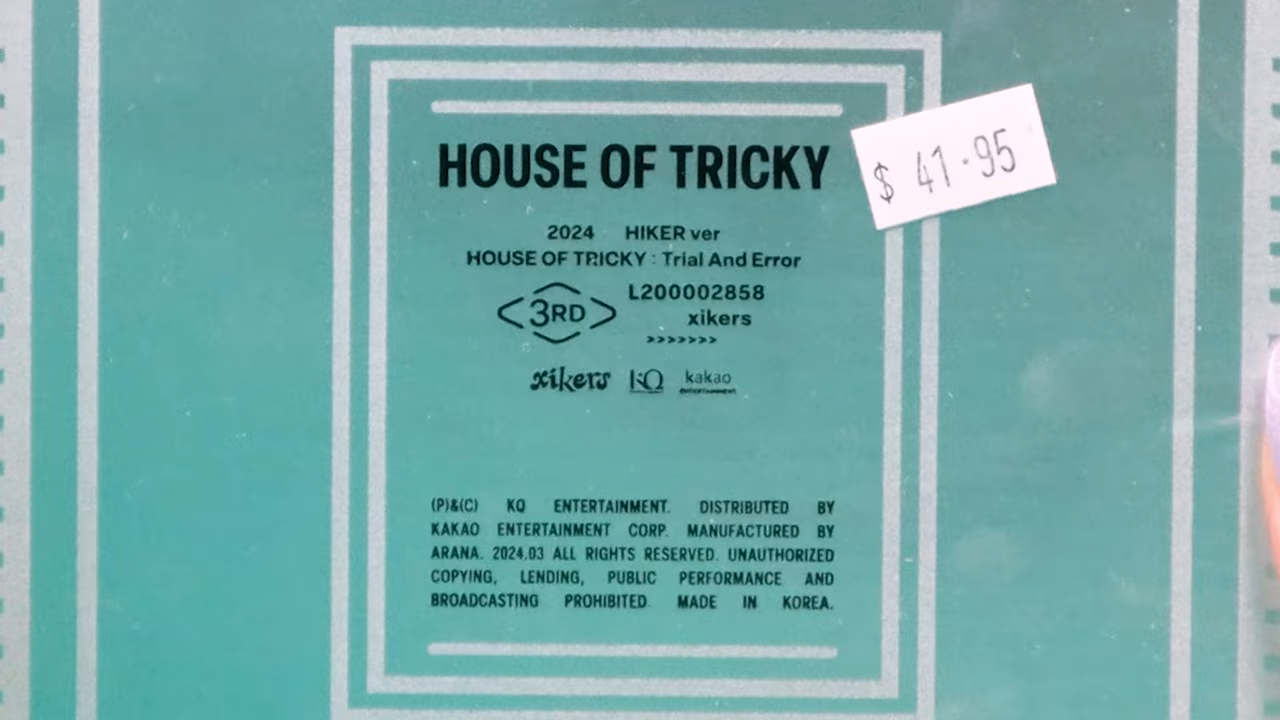 HOUSE OF TRICKY
$ 41.95
2024 HIKER ver
HOUSE OF TRICKY : Trial And Error
3RD
L200002858
xikers
>>>>>>>
xikers KQ kakao
ENTERTAINMENT
(P)&(C) KQ ENTERTAINMENT. DISTRIBUTED BY
KAKAO ENTERTAINMENT CORP. MANUFACTURED BY
ARANA. 2024.03 ALL RIGHTS RESERVED. UNAUTHORIZED
COPYING, LENDING, PUBLIC PERFORMANCE AND
BROADCASTING PROHIBITED MADE IN KOREA.